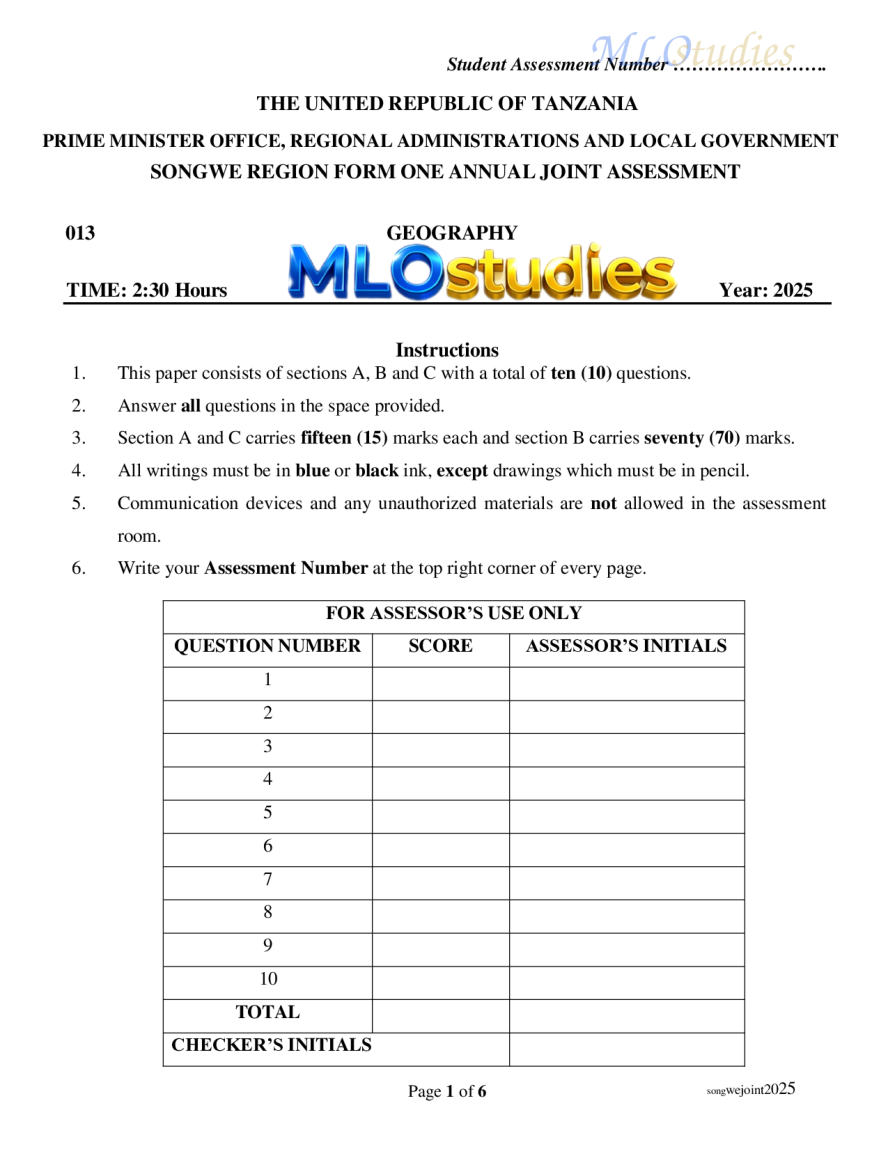 MLOstudies
Student Assessment Number …………………….
THE UNITED REPUBLIC OF TANZANIA
PRIME MINISTER OFFICE, REGIONAL ADMINISTRATIONS AND LOCAL GOVERNMENT
SONGWE REGION FORM ONE ANNUAL JOINT ASSESSMENT
013 GEOGRAPHY
MLOstudies
TIME: 2:30 Hours Year: 2025
Instructions
1. This paper consists of sections A, B and C with a total of ten (10) questions.
2. Answer all questions in the space provided.
3. Section A and C carries fifteen (15) marks each and section B carries seventy (70) marks.
4. All writings must be in blue or black ink, except drawings which must be in pencil.
5. Communication devices and any unauthorized materials are not allowed in the assessment
room.
6. Write your Assessment Number at the top right corner of every page.
FOR ASSESSOR'S USE ONLY
QUESTION NUMBER SCORE ASSESSOR'S INITIALS
1
2
3
4
5
6
7
8
9
10
TOTAL
CHECKER'S INITIALS
Page 1 of 6 songwejoint2025